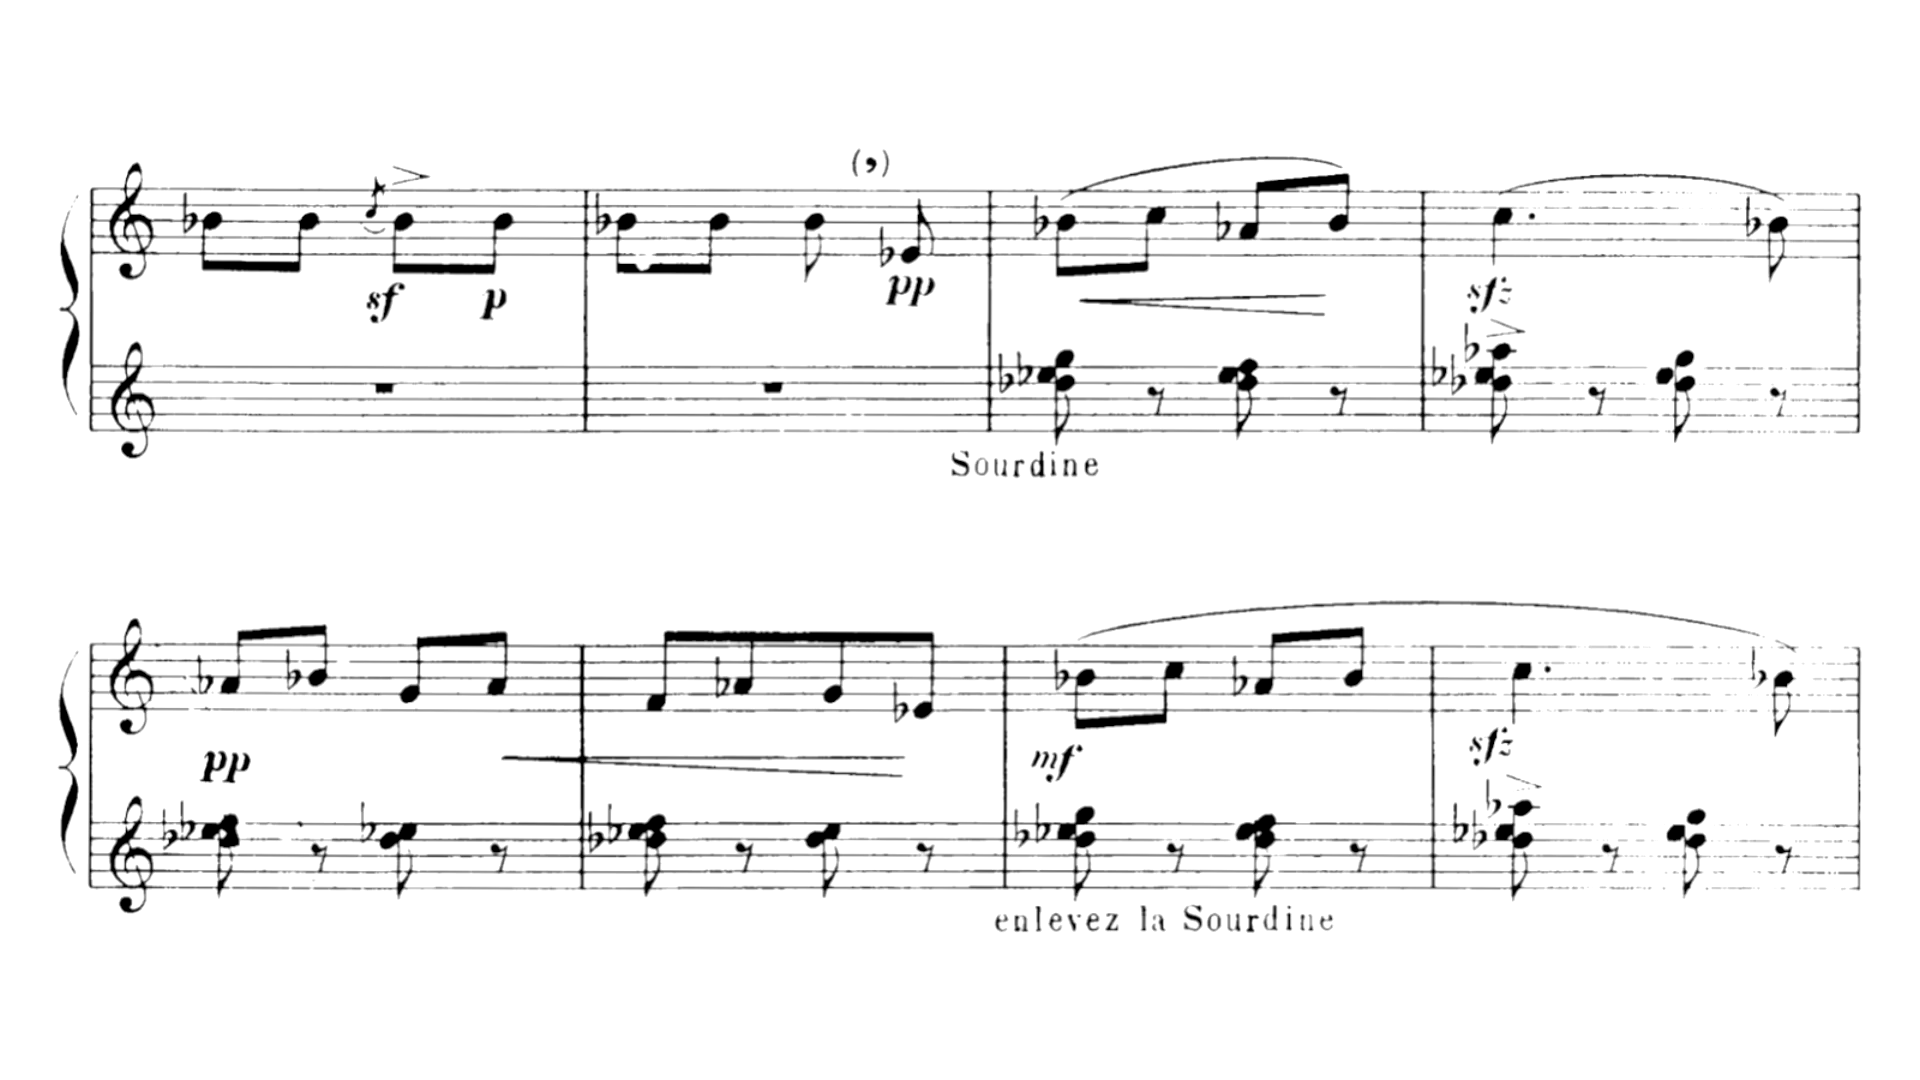 (,)
sf p pp sfz
Sourdine
pp mf sfz
enlevez la Sourdine